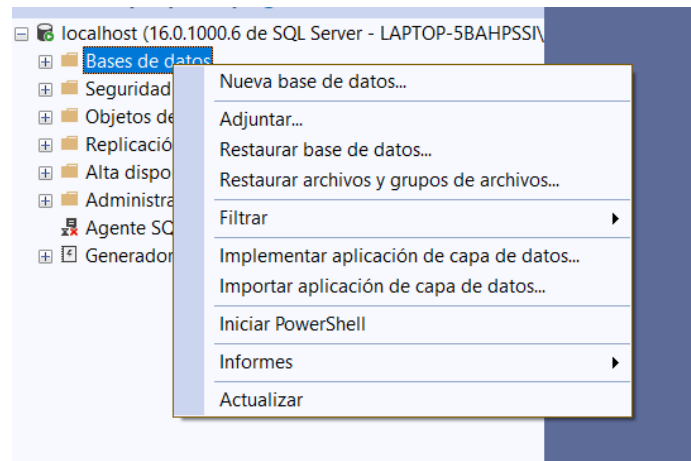 localhost (16.0.1000.6 de SQL Server - LAPTOP-5BAHPSSI\
Bases de datos
Seguridad
Objetos de
Replicació
Alta dispo
Administra
Agente SQ
Generador
Nueva base de datos...
Adjuntar...
Restaurar base de datos...
Restaurar archivos y grupos de archivos...
Filtrar
Implementar aplicación de capa de datos...
Importar aplicación de capa de datos...
Iniciar PowerShell
Informes
Actualizar